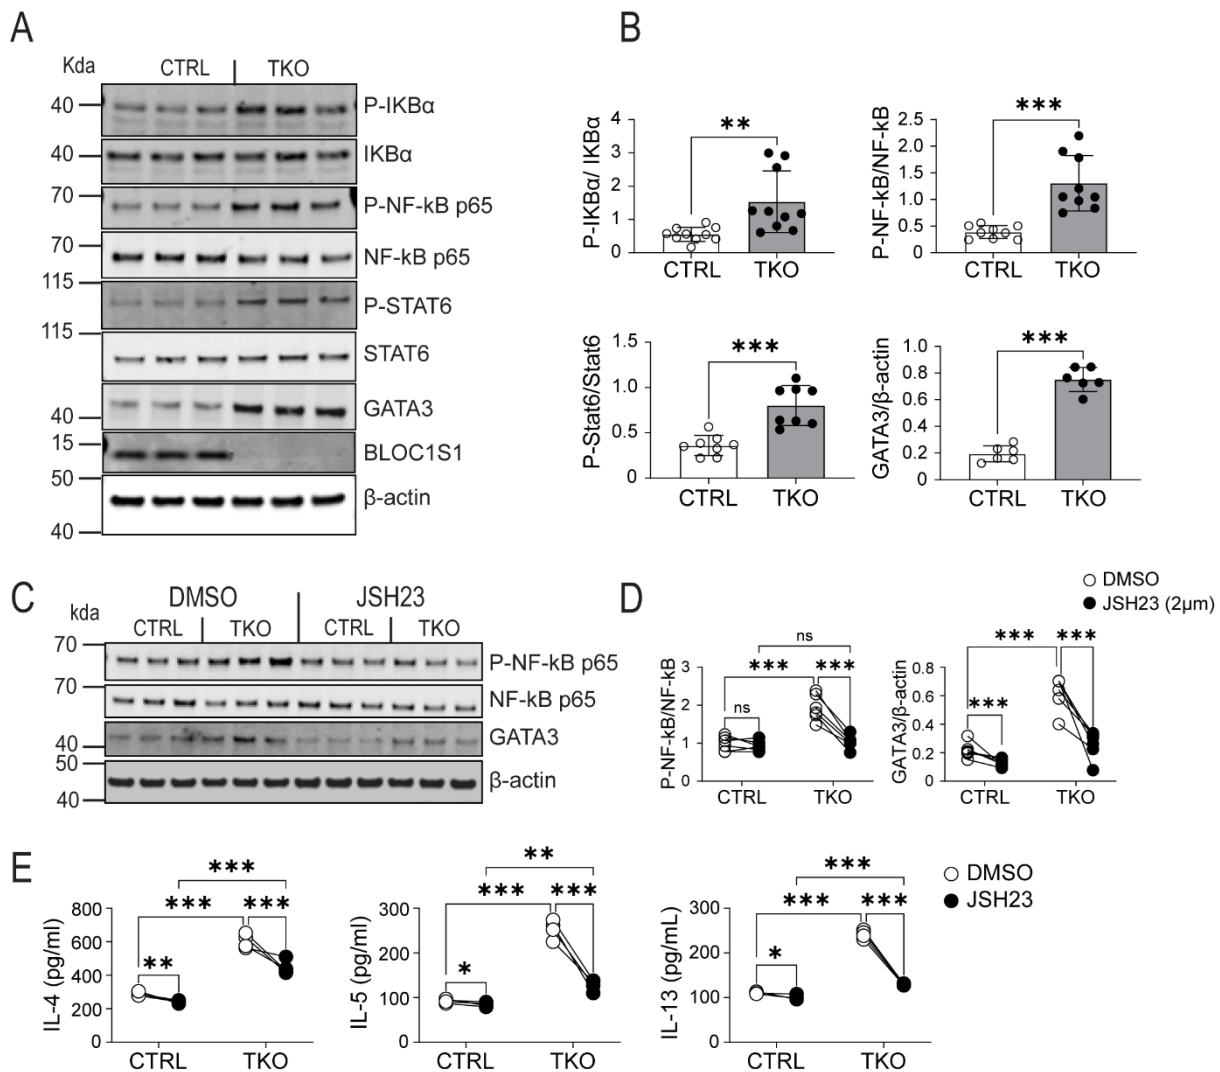 A
Kda CTRL TKO
40 P-IKBα
40 IKBα
70 P-NF-kB p65
70 NF-kB p65
115 P-STAT6
115 STAT6
40 GATA3
15 BLOC1S1
50 β-actin
40
B
P-IKBα/ IKBα
4
3
2
1
0
**
CTRL TKO
P-NF-kB/NF-kB
2.5
2.0
1.5
1.0
0.5
0
***
CTRL TKO
P-Stat6/Stat6
1.5
1.0
0.5
0
***
CTRL TKO
GATA3/β-actin
1.0
0.8
0.6
0.4
0.2
0
***
CTRL TKO
C
kda DMSO JSH23
CTRL TKO CTRL TKO
70 P-NF-kB p65
70 NF-kB p65
40 GATA3
50 β-actin
40
D
DMSO
JSH23 (2μm)
P-NF-kB/NF-kB
3
2
1
0
ns
***
***
ns
CTRL TKO
GATA3/β-actin
0.8
0.6
0.4
0.2
0
***
***
***
CTRL TKO
E
IL-4 (pg/ml)
800
600
400
200
0
***
***
***
**
CTRL TKO
IL-5 (pg/ml)
300
200
100
0
**
***
***
*
CTRL TKO
IL-13 (pg/mL)
300
200
100
0
***
***
***
*
CTRL TKO
DMSO
JSH23